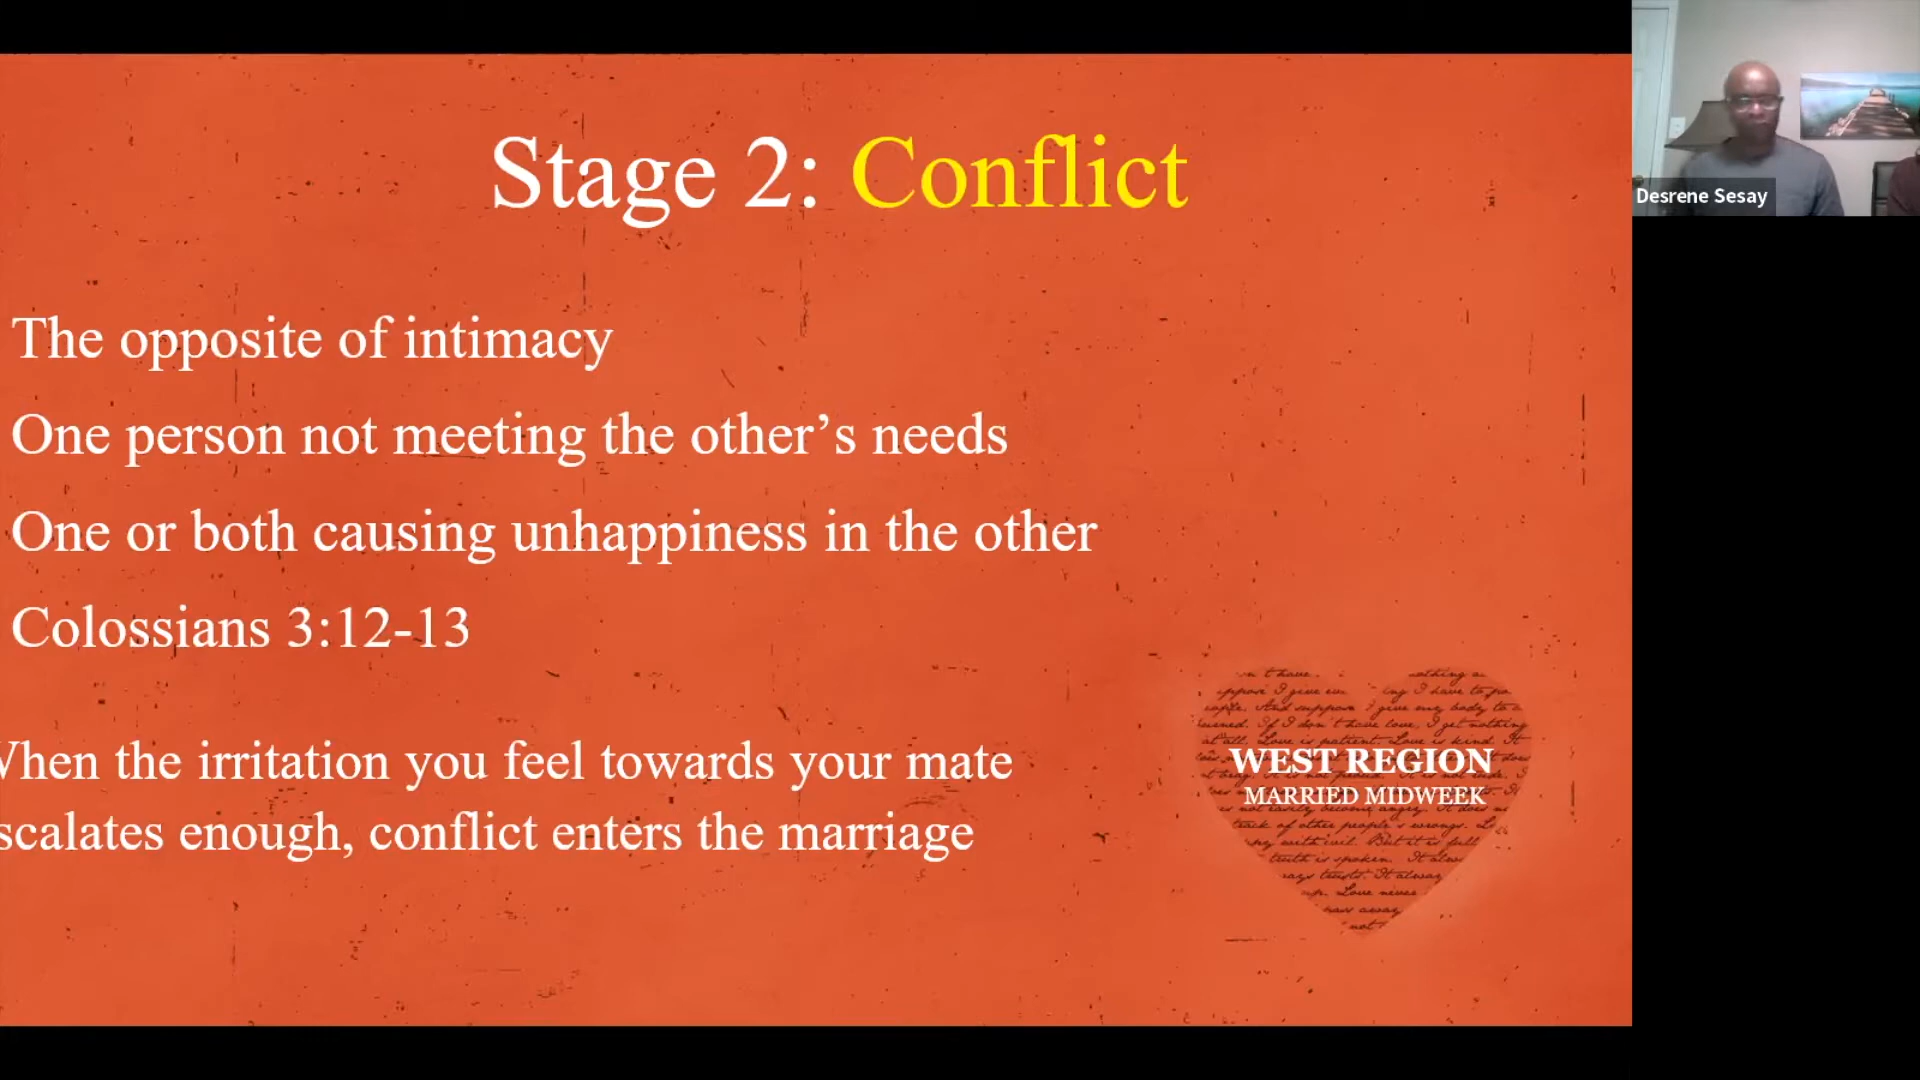 Stage 2: Conflict
The opposite of intimacy
One person not meeting the other’s needs
One or both causing unhappiness in the other
Colossians 3:12-13
When the irritation you feel towards your mate
scalates enough, conflict enters the marriage
WEST REGION
MARRIED MIDWEEK
Desrene Sesay